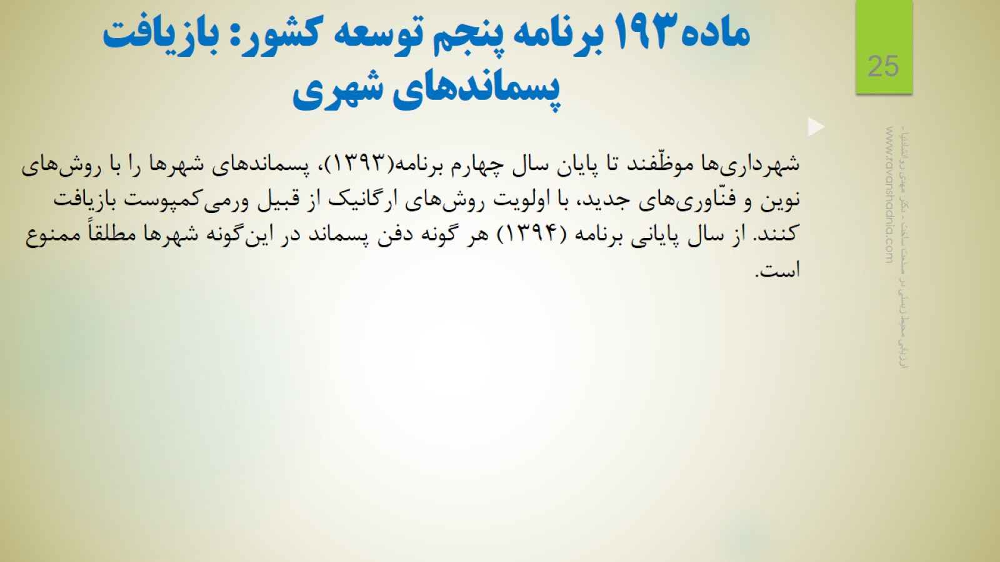 ماده۱۹۳ برنامه پنجم توسعه کشور: بازیافت
پسماندهای شهری
25
شهرداری‌ها موظّفند تا پایان سال چهارم برنامه(۱۳۹۳)، پسماندهای شهرها را با روش‌های
نوین و فنّاوری‌های جدید، با اولویت روش‌های ارگانیک از قبیل ورمی‌کمپوست بازیافت
کنند. از سال پایانی برنامه (۱۳۹۴) هر گونه دفن پسماند در این‌گونه شهرها مطلقاً ممنوع
است.
ارزیابی محیط زیستی در صنعت ساخت - دکتر مهدی روانشادنیا -
www.ravanshadnia.com